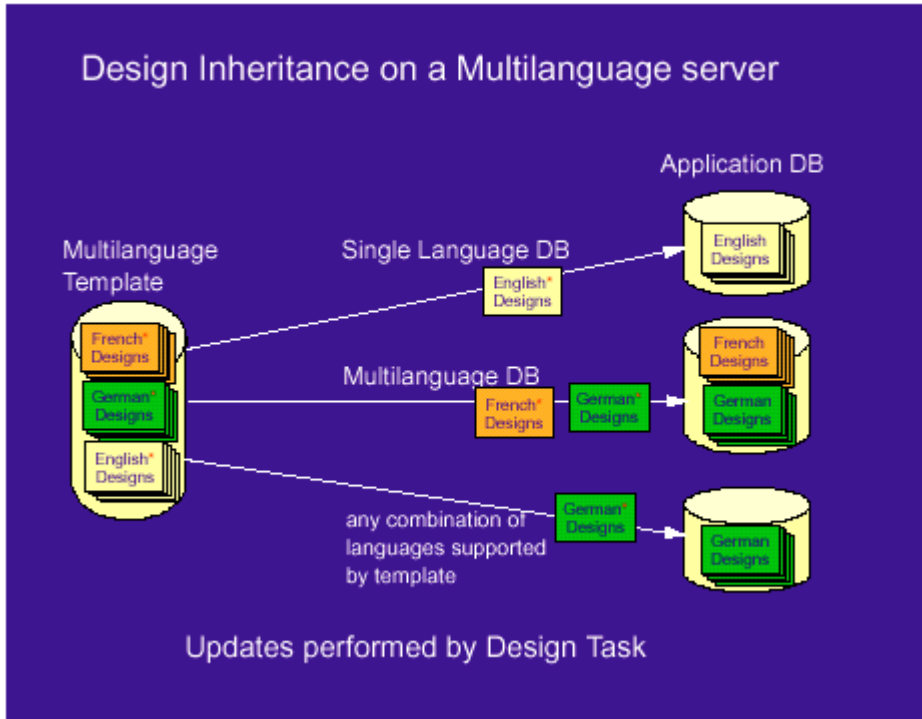 Design Inheritance on a Multilanguage server
Application DB
Multilanguage
Template
Single Language DB
English
Designs
English*
Designs
French*
Designs
German*
Designs
English*
Designs
Multilanguage DB
French*
Designs
German*
Designs
French
Designs
German
Designs
any combination of
languages supported
by template
German*
Designs
German
Designs
Updates performed by Design Task